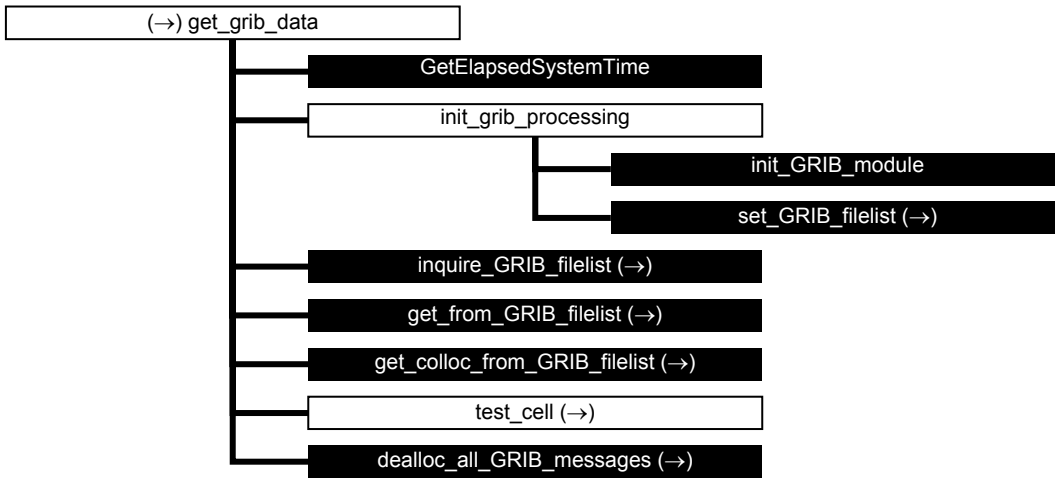 (→) get_grib_data
GetElapsedSystemTime
init_grib_processing
init_GRIB_module
set_GRIB_filelist (→)
inquire_GRIB_filelist (→)
get_from_GRIB_filelist (→)
get_colloc_from_GRIB_filelist (→)
test_cell (→)
dealloc_all_GRIB_messages (→)